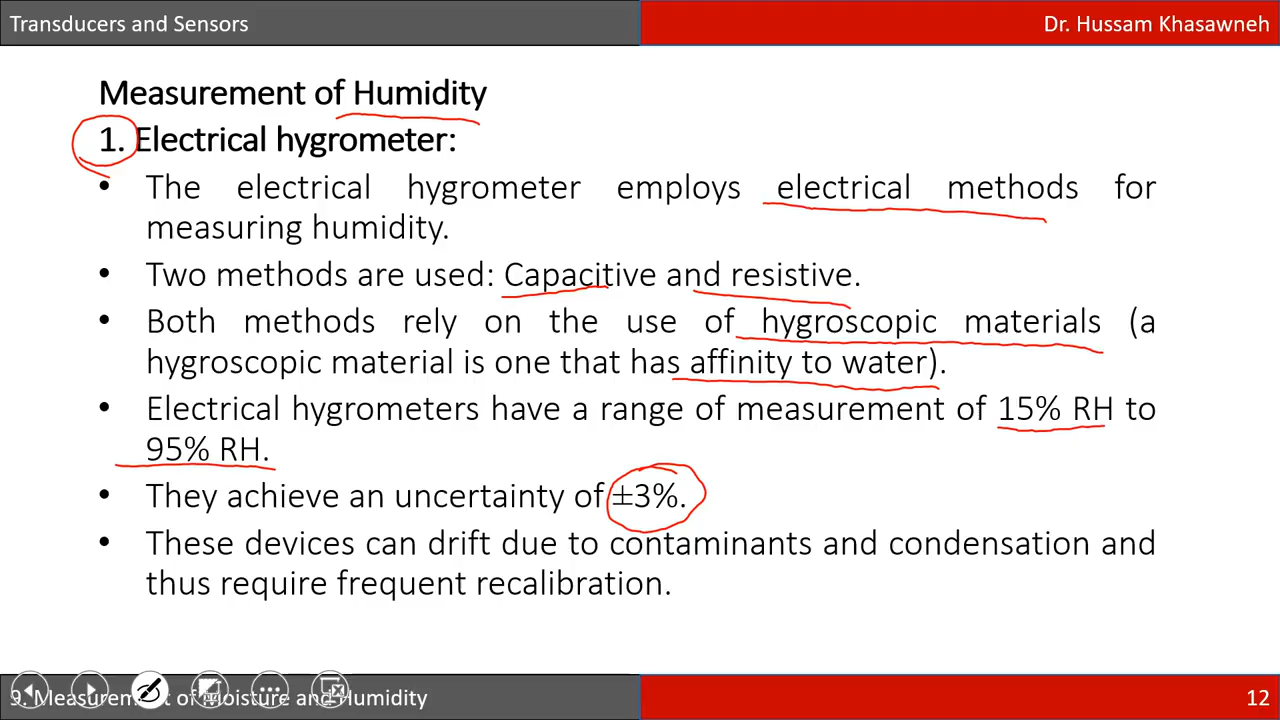 Transducers and Sensors
Dr. Hussam Khasawneh
Measurement of Humidity
1. Electrical hygrometer:
• The electrical hygrometer employs electrical methods for
measuring humidity.
• Two methods are used: Capacitive and resistive.
• Both methods rely on the use of hygroscopic materials (a
hygroscopic material is one that has affinity to water).
• Electrical hygrometers have a range of measurement of 15% RH to
95% RH.
• They achieve an uncertainty of ±3%.
• These devices can drift due to contaminants and condensation and
thus require frequent recalibration.
9. Measurement of Moisture and Humidity
12